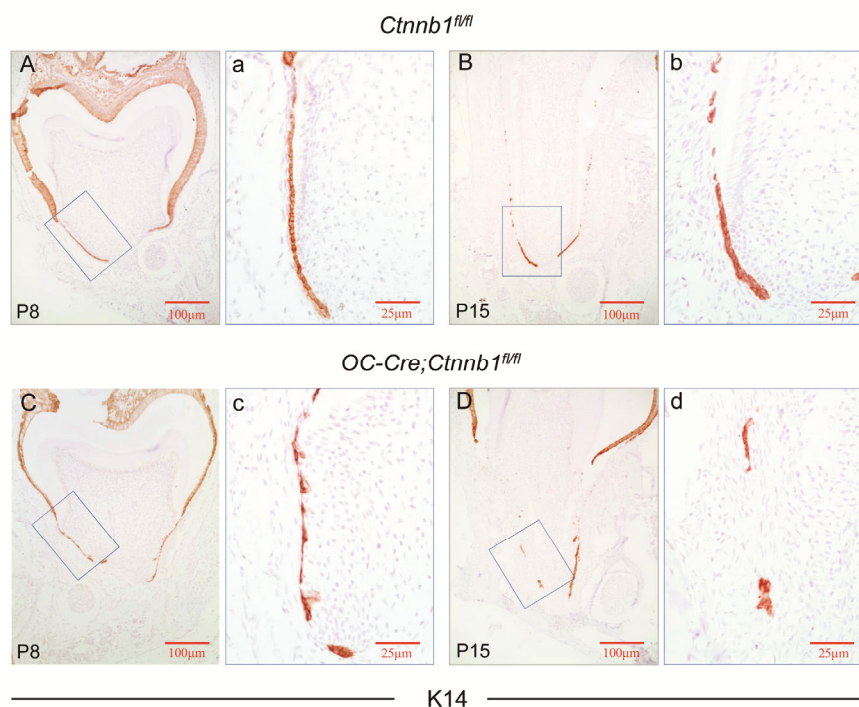 Ctnnb1fl/fl
A a B b
P8 100μm 25μm P15 100μm 25μm
OC-Cre;Ctnnb1fl/fl
C c D d
P8 100μm 25μm P15 100μm 25μm
K14